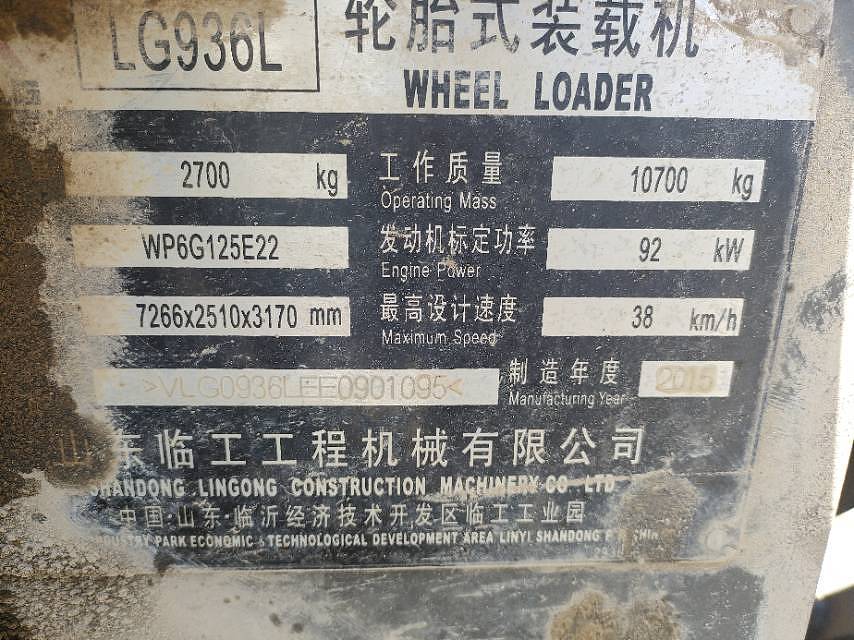 LG936L 轮胎式装载机
WHEEL LOADER
2700 kg 工作质量 10700 kg
Operating Mass
WP6G125E22 发动机标定功率 92 kW
Engine Power
7266x2510x3170 mm 最高设计速度 38 km/h
Maximum Speed
>VLG0936LEE0901095< 制造年度 2015
Manufacturing Year
山东临工工程机械有限公司
SHANDONG LINGONG CONSTRUCTION MACHINERY CO LTD
中国·山东·临沂经济技术开发区临工工业园
INDUSTRY PARK ECONOMIC & TECHNOLOGICAL DEVELOPMENT AREA LINYI SHANDONG